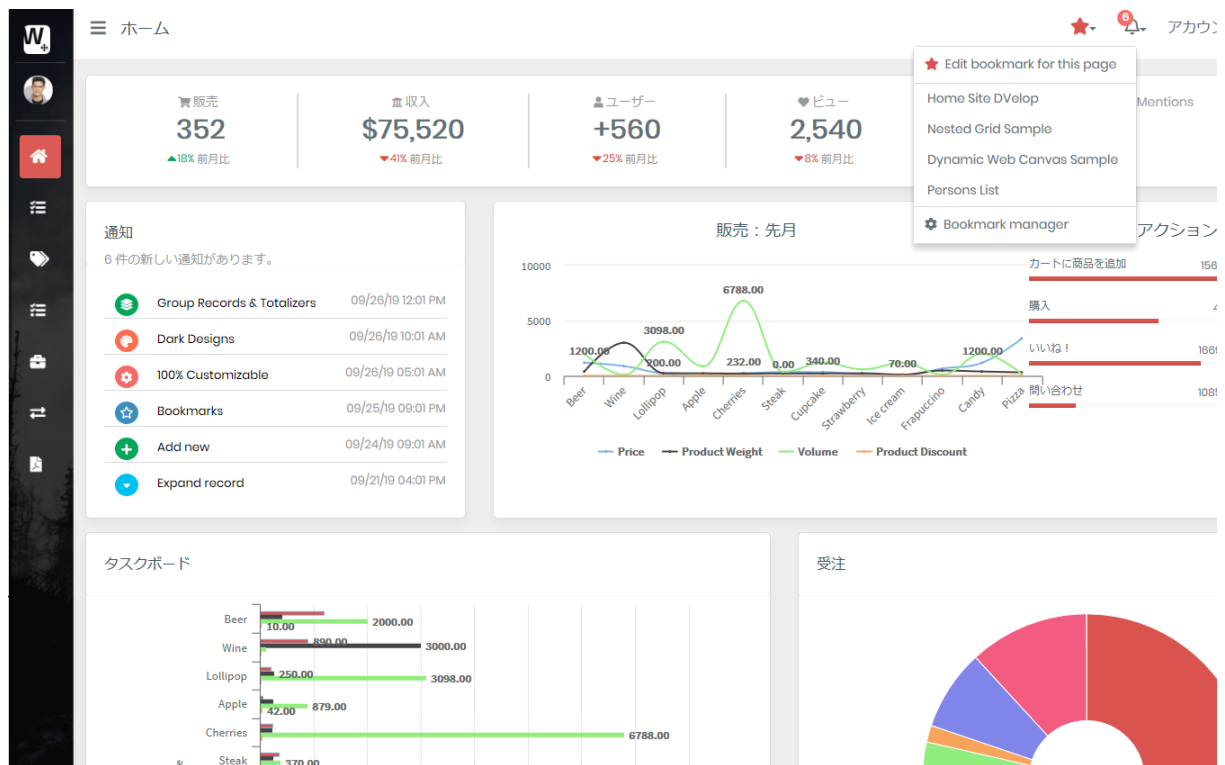 W
ホーム
6
アカウン
Edit bookmark for this page
Home Site DVelop
Nested Grid Sample
Dynamic Web Canvas Sample
Persons List
Bookmark manager
販売
352
18% 前月比
収入
$75,520
41% 前月比
ユーザー
+560
25% 前月比
ビュー
2,540
8% 前月比
Mentions
通知
6 件の新しい通知があります。
Group Records & Totalizers 09/26/19 12:01 PM
Dark Designs 09/26/19 10:01 AM
100% Customizable 09/26/19 05:01 AM
Bookmarks 09/25/19 09:01 PM
Add new 09/24/19 09:01 AM
Expand record 09/21/19 04:01 PM
販売：先月
10000
5000
0
1200.00
3098.00
200.00
6788.00
232.00
0.00
340.00
70.00
1200.00
Beer
Wine
Lollipop
Apple
Cherries
Steak
Cupcake
Strawberry
Ice cream
Frapuccino
Candy
Pizza
Price
Product Weight
Volume
Product Discount
アクション
カートに商品を追加 156
購入
いいね！ 166
問い合わせ 108
タスクボード
Beer
10.00
2000.00
Wine
890.00
3000.00
Lollipop
250.00
3098.00
Apple
42.00
879.00
Cherries
6788.00
Steak
370.00
受注